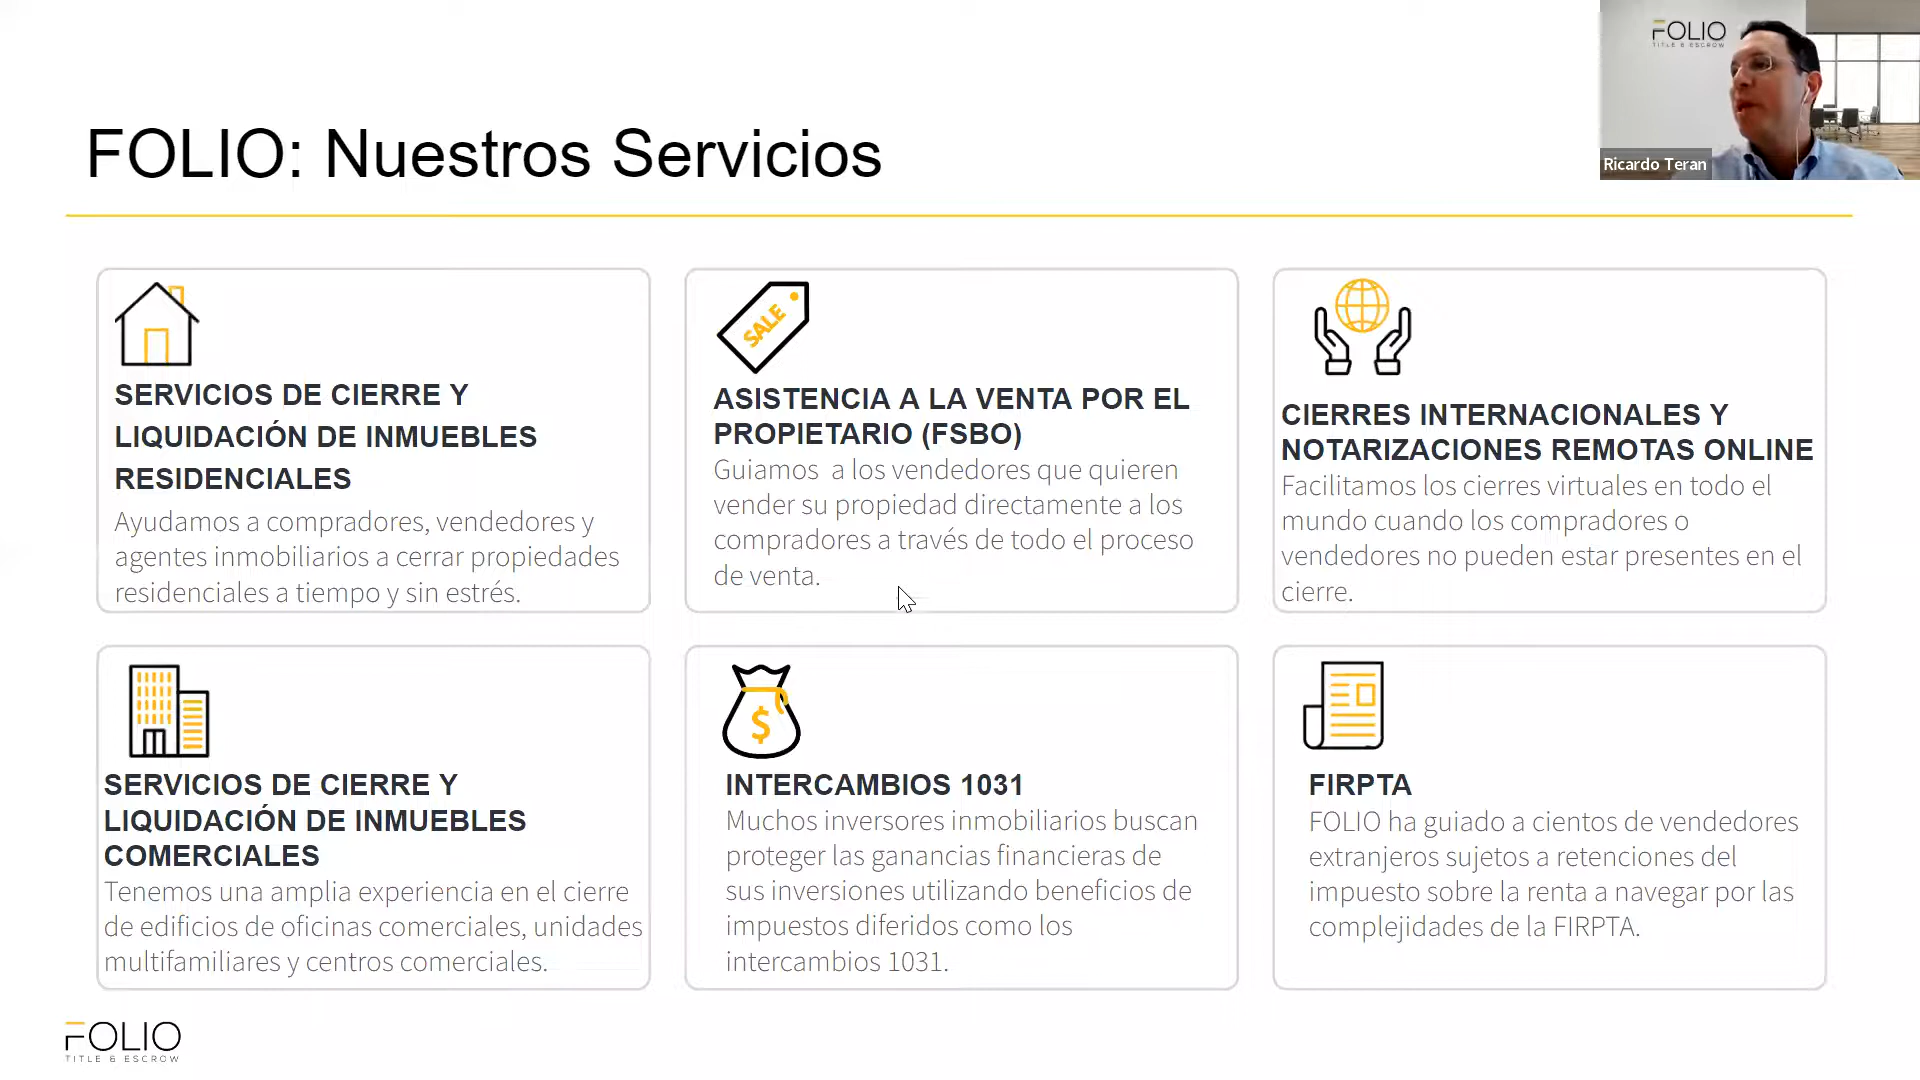 FOLIO
TITLE & ESCROW
Ricardo Teran
FOLIO: Nuestros Servicios
SERVICIOS DE CIERRE Y
LIQUIDACIÓN DE INMUEBLES
RESIDENCIALES
Ayudamos a compradores, vendedores y
agentes inmobiliarios a cerrar propiedades
residenciales a tiempo y sin estrés.
SALE
ASISTENCIA A LA VENTA POR EL
PROPIETARIO (FSBO)
Guiamos  a los vendedores que quieren
vender su propiedad directamente a los
compradores a través de todo el proceso
de venta.
CIERRES INTERNACIONALES Y
NOTARIZACIONES REMOTAS ONLINE
Facilitamos los cierres virtuales en todo el
mundo cuando los compradores o
vendedores no pueden estar presentes en el
cierre.
SERVICIOS DE CIERRE Y
LIQUIDACIÓN DE INMUEBLES
COMERCIALES
Tenemos una amplia experiencia en el cierre
de edificios de oficinas comerciales, unidades
multifamiliares y centros comerciales.
$
INTERCAMBIOS 1031
Muchos inversores inmobiliarios buscan
proteger las ganancias financieras de
sus inversiones utilizando beneficios de
impuestos diferidos como los
intercambios 1031.
FIRPTA
FOLIO ha guiado a cientos de vendedores
extranjeros sujetos a retenciones del
impuesto sobre la renta a navegar por las
complejidades de la FIRPTA.
FOLIO
TITLE & ESCROW